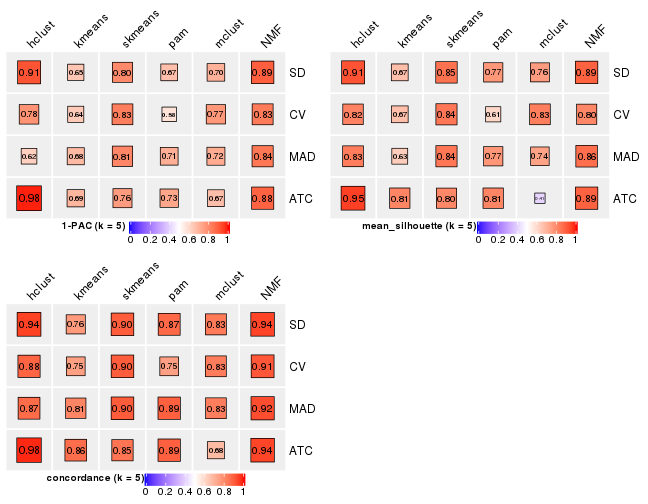 hclust kmeans skmeans pam mclust NMF
0.91 0.65 0.80 0.67 0.70 0.89 SD
0.78 0.64 0.83 0.58 0.77 0.83 CV
0.62 0.68 0.81 0.71 0.72 0.84 MAD
0.98 0.69 0.76 0.73 0.67 0.88 ATC
1-PAC (k = 5)
0 0.2 0.4 0.6 0.8 1
hclust kmeans skmeans pam mclust NMF
0.91 0.67 0.85 0.77 0.76 0.89 SD
0.82 0.67 0.84 0.61 0.83 0.80 CV
0.83 0.63 0.84 0.77 0.74 0.86 MAD
0.95 0.81 0.80 0.81 0.89 ATC
mean_silhouette (k = 5)
0 0.2 0.4 0.6 0.8 1
hclust kmeans skmeans pam mclust NMF
0.94 0.76 0.90 0.87 0.83 0.94 SD
0.88 0.75 0.90 0.75 0.83 0.91 CV
0.87 0.81 0.90 0.89 0.83 0.92 MAD
0.98 0.86 0.85 0.89 0.68 0.94 ATC
concordance (k = 5)
0 0.2 0.4 0.6 0.8 1